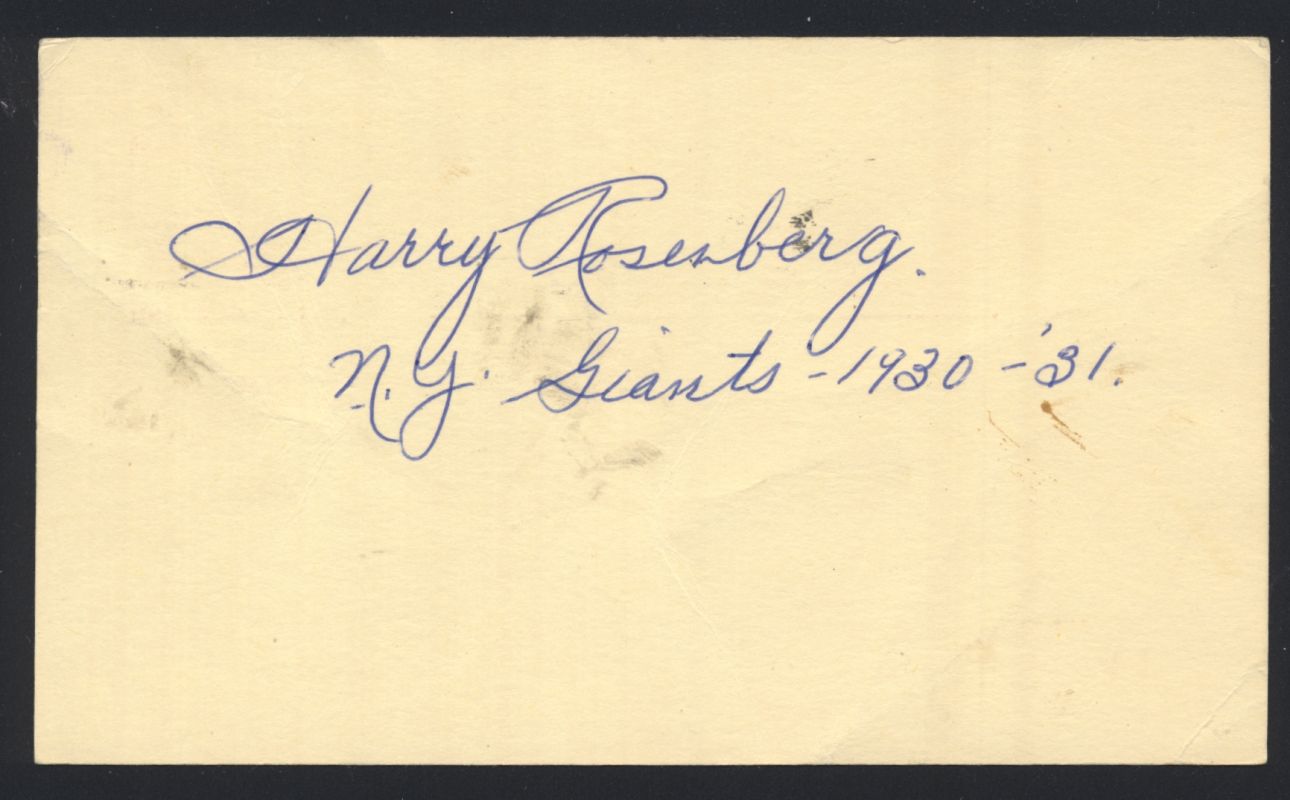 Harry Rosenberg.
N.Y. Giants - 1930 - '31.